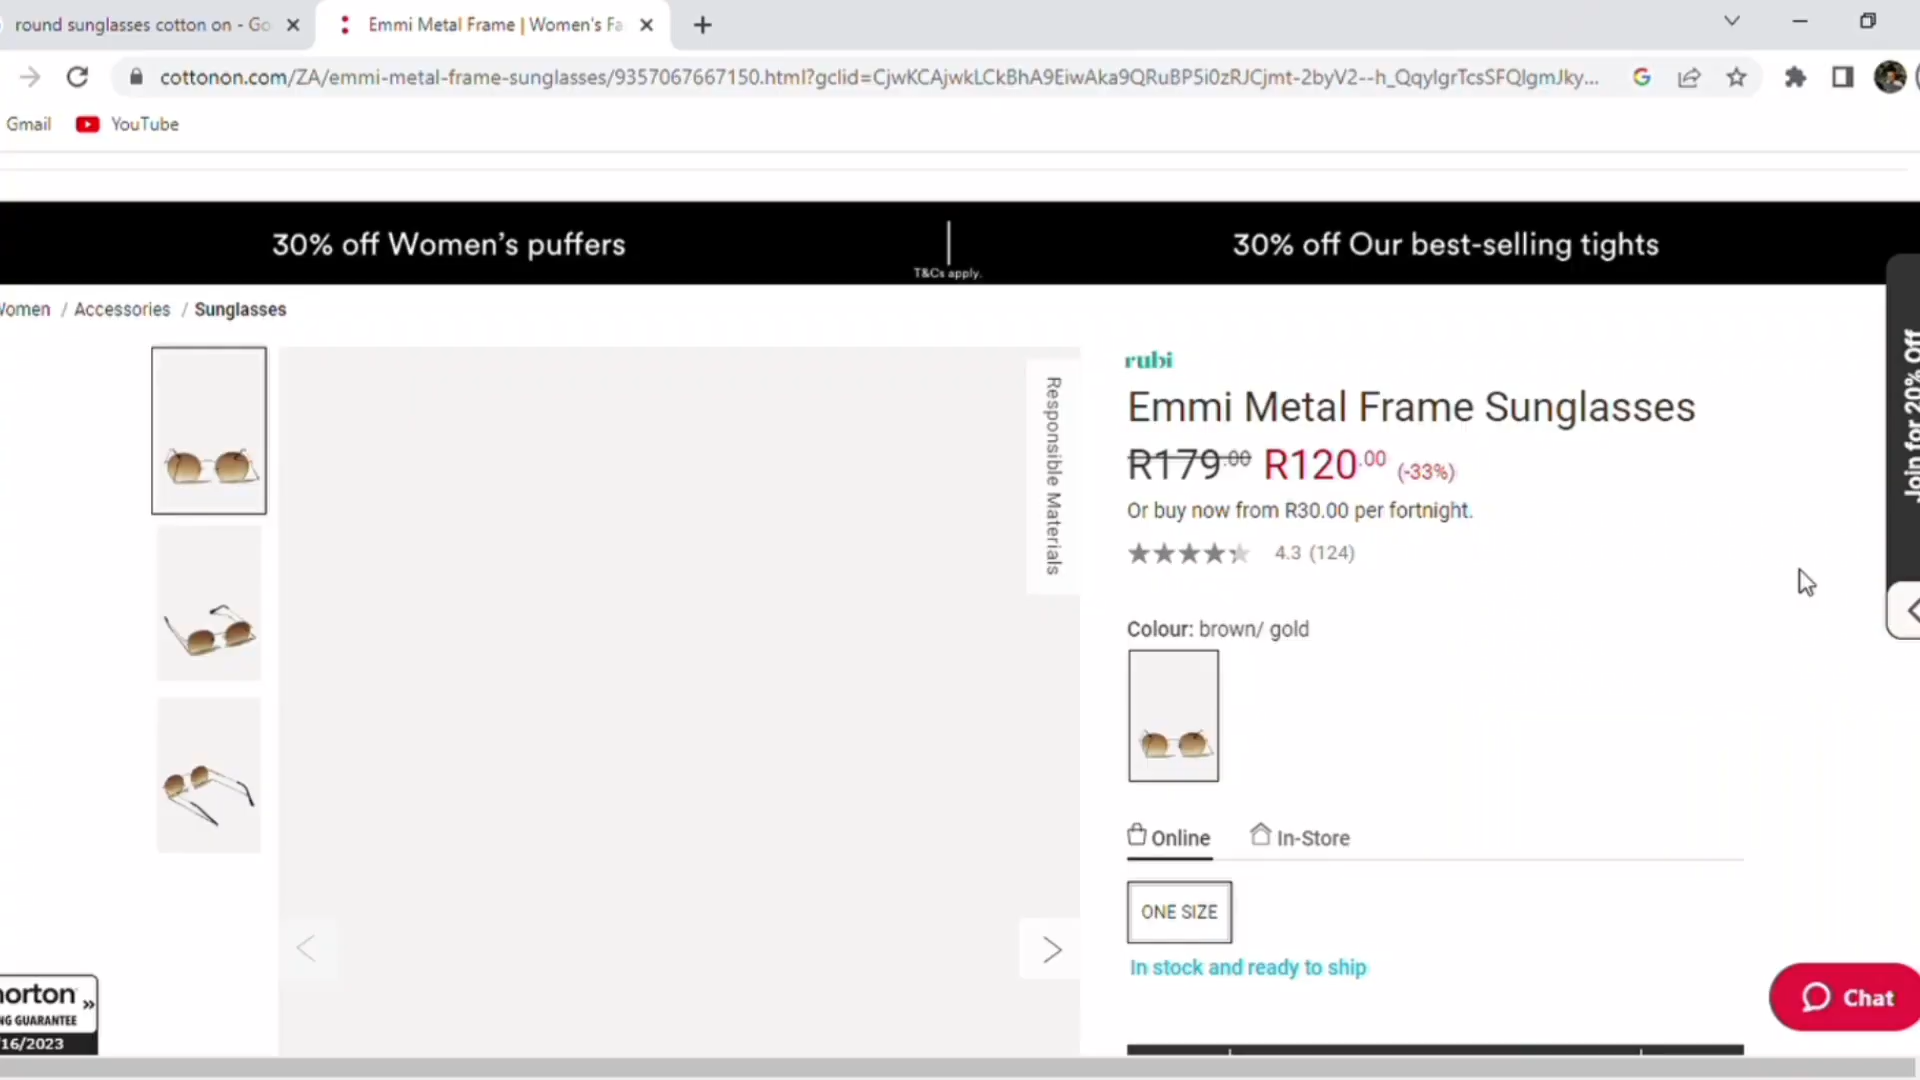 round sunglasses cotton on - Go
Emmi Metal Frame | Women's Fa
cottonon.com/ZA/emmi-metal-frame-sunglasses/9357067667150.html?gclid=CjwKCAjwkLCkBhA9EiwAka9QRuBP5i0zRJCjmt-2byV2--h_QqylgrTcsSFQlgmJky...
Gmail
YouTube
30% off Women's puffers
T&Cs apply.
30% off Our best-selling tights
Women / Accessories / Sunglasses
Join for 20% Off
Responsible Materials
rubi
Emmi Metal Frame Sunglasses
R179.00 R120.00 (-33%)
Or buy now from R30.00 per fortnight.
4.3 (124)
Colour: brown/ gold
Online
In-Store
ONE SIZE
In stock and ready to ship
norton
NG GUARANTEE
/16/2023
Chat